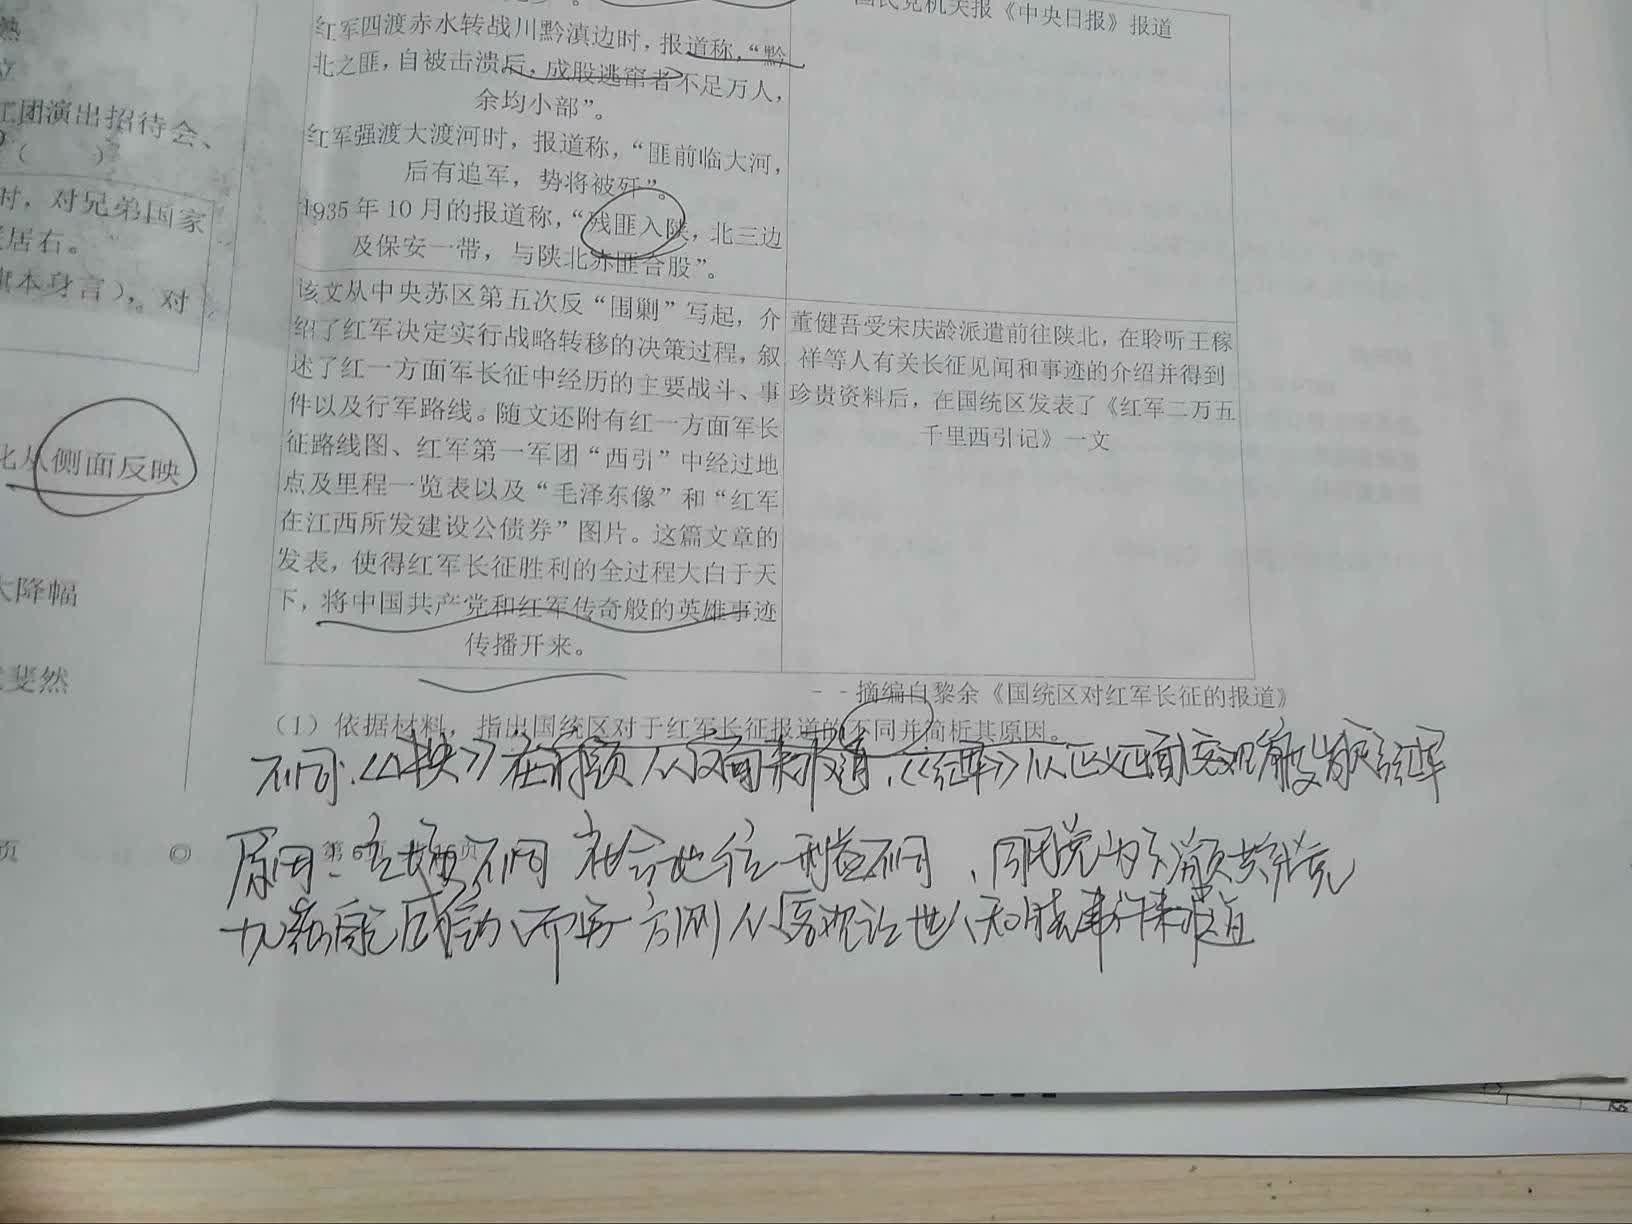 国民党机关报《中央日报》报道
红军四渡赤水转战川黔滇边时，报道称，“黔
北之匪，自被击溃后，成股逃窜者不足万人，
余均小部”。
红军强渡大渡河时，报道称，“匪前临大河，
后有追军，势将被歼”。
1935年10月的报道称，“残匪入陕，北三边
及保安一带，与陕北赤匪合股”。
该文从中央苏区第五次反“围剿”写起，介
绍了红军决定实行战略转移的决策过程，叙
述了红一方面军长征中经历的主要战斗、事
件以及行军路线。随文还附有红一方面军长
征路线图、红军第一军团“西引”中经过地
点及里程一览表以及“毛泽东像”和“红军
在江西所发建设公债券”图片。这篇文章的
发表，使得红军长征胜利的全过程大白于天
下，将中国共产党和红军传奇般的英雄事迹
传播开来。
董健吾受宋庆龄派遣前往陕北，在聆听王稼
祥等人有关长征见闻和事迹的介绍并得到
珍贵资料后，在国统区发表了《红军二万五
千里西引记》一文
--摘编自黎余《国统区对红军长征的报道》
（1）依据材料，指出国统区对于红军长征报道的不同并简析其原因。
不同：《中央》在 从反面来报道，《红军》从正面客观
原因：立场不同 社会地位 利益不同，国民党为了 共产党
而另一方则从客观让世人知 事件来报道
熟
工团演出招待会、
（ ）
时，对兄弟国家
居右。
旗本身言），对
化从侧面反映
大降幅
斐然
页
◎
第6页
页